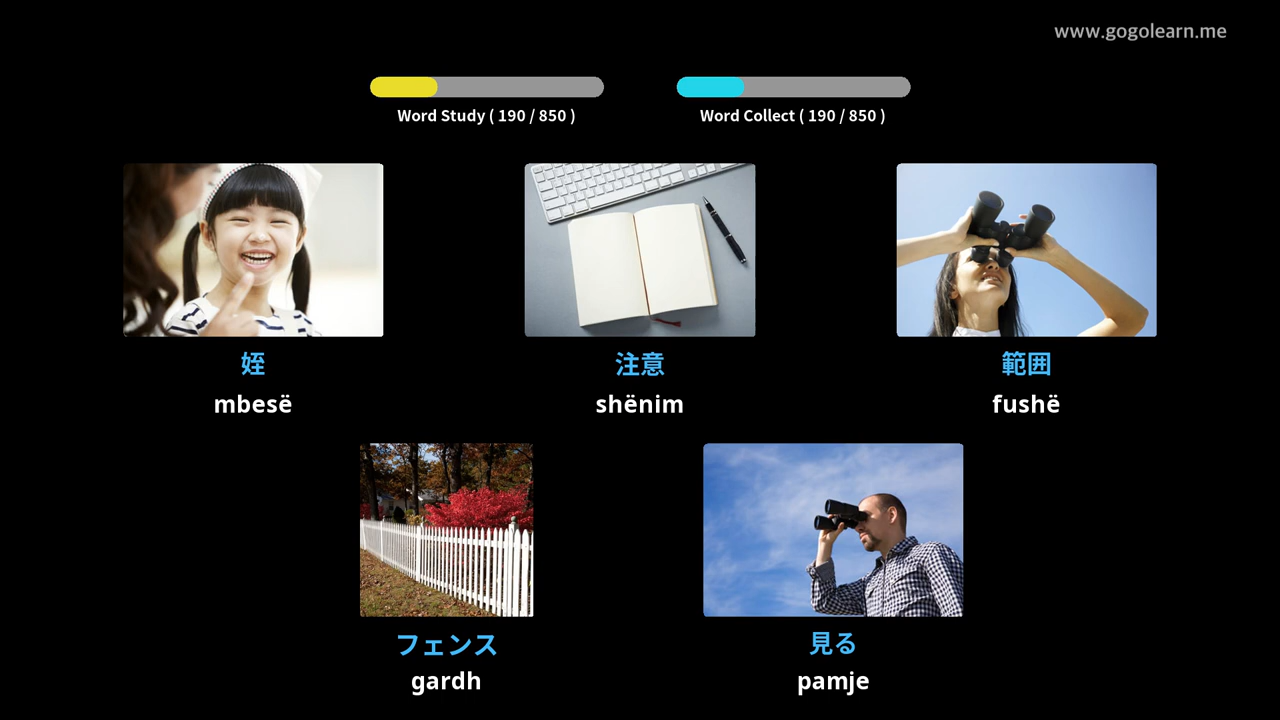 www.gogolearn.me
Word Study ( 190 / 850 )
Word Collect ( 190 / 850 )
姪
注意
範囲
mbesë
shënim
fushë
フェンス
見る
gardh
pamje